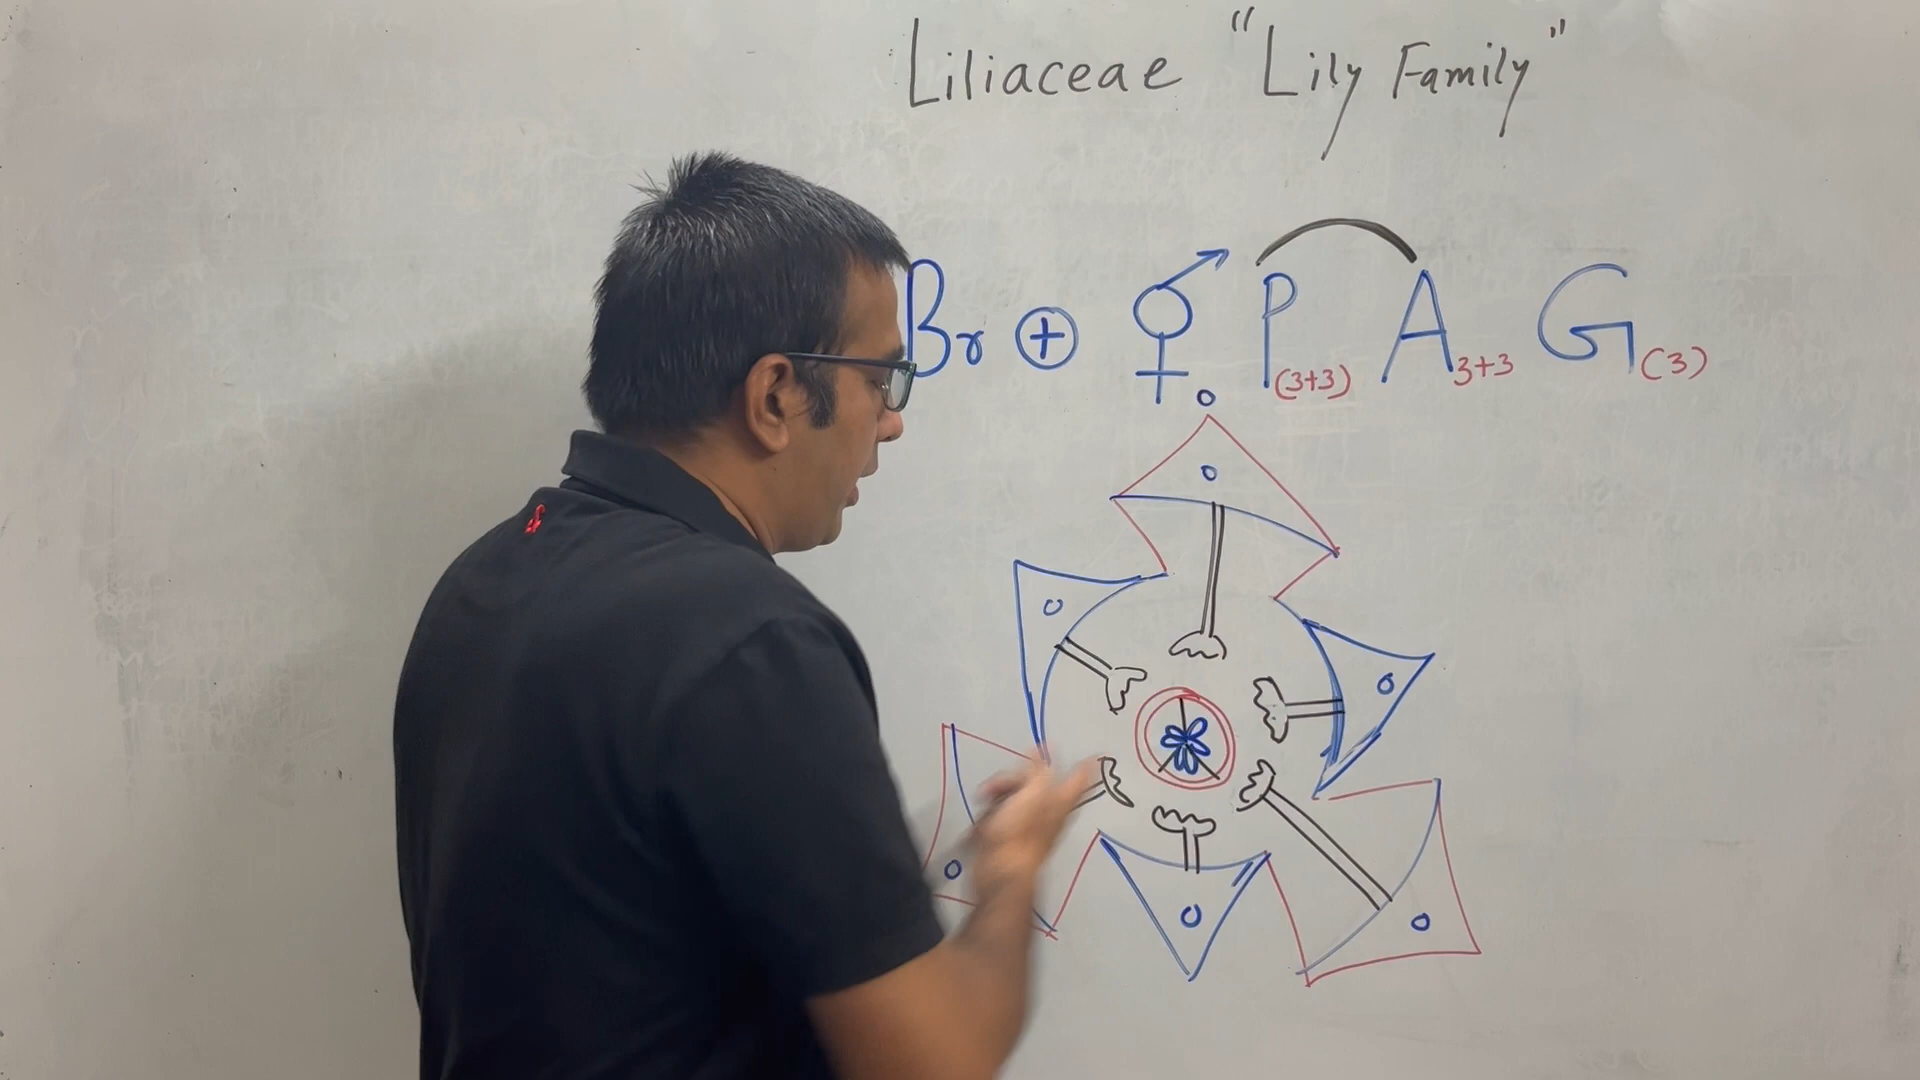 Liliaceae "Lily Family"
Br ⊕ ⚥ P(3+3) A3+3 G(3)